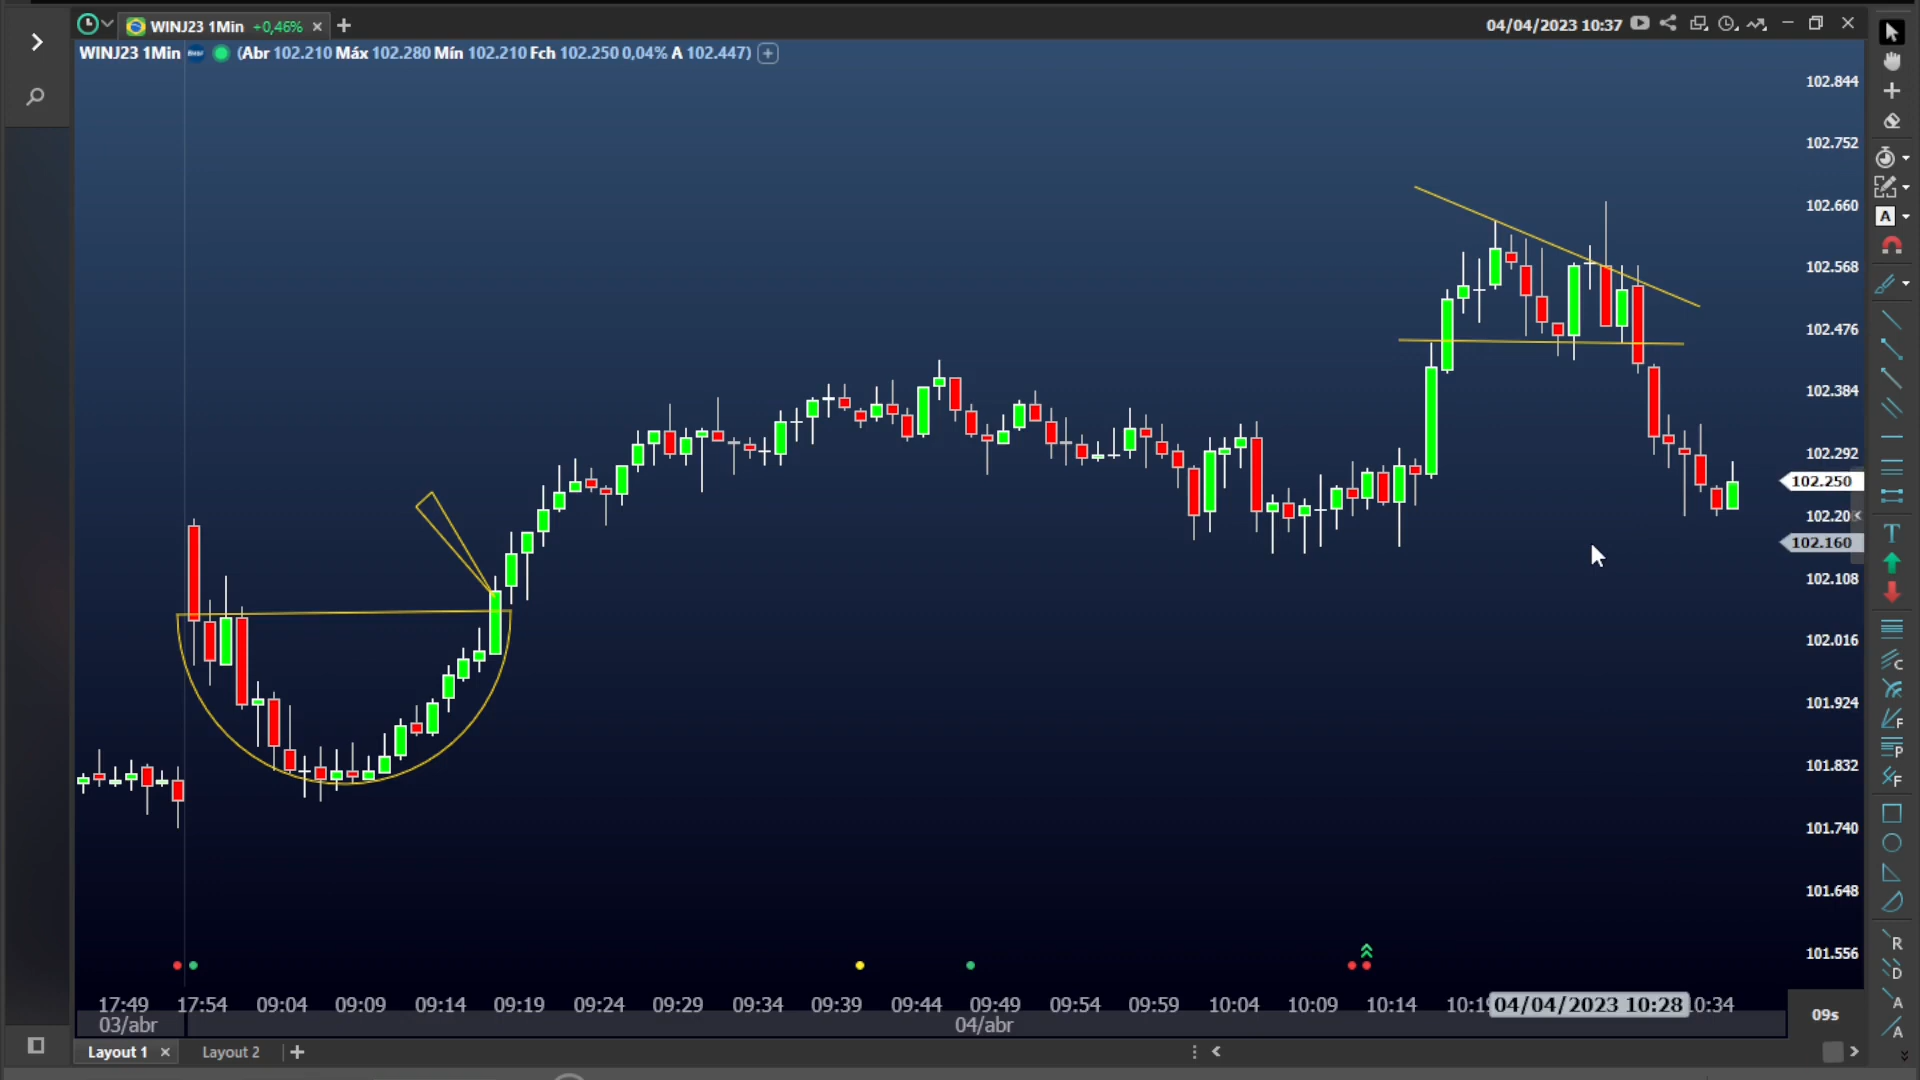 WINJ23 1Min +0,46%
04/04/2023 10:37
WINJ23 1Min (Abr 102.210 Máx 102.280 Mín 102.210 Fch 102.250 0,04% A 102.447)
102.844
102.752
102.660
102.568
102.476
102.384
102.292
102.250
102.20
102.160
102.108
102.016
101.924
101.832
101.740
101.648
101.556
17:49 17:54 09:04 09:09 09:14 09:19 09:24 09:29 09:34 09:39 09:44 09:49 09:54 09:59 10:04 10:09 10:14 10:19 04/04/2023 10:28 0:34
03/abr 04/abr
09s
Layout 1 Layout 2
A
T
C
F
P
F
R
D
A
A